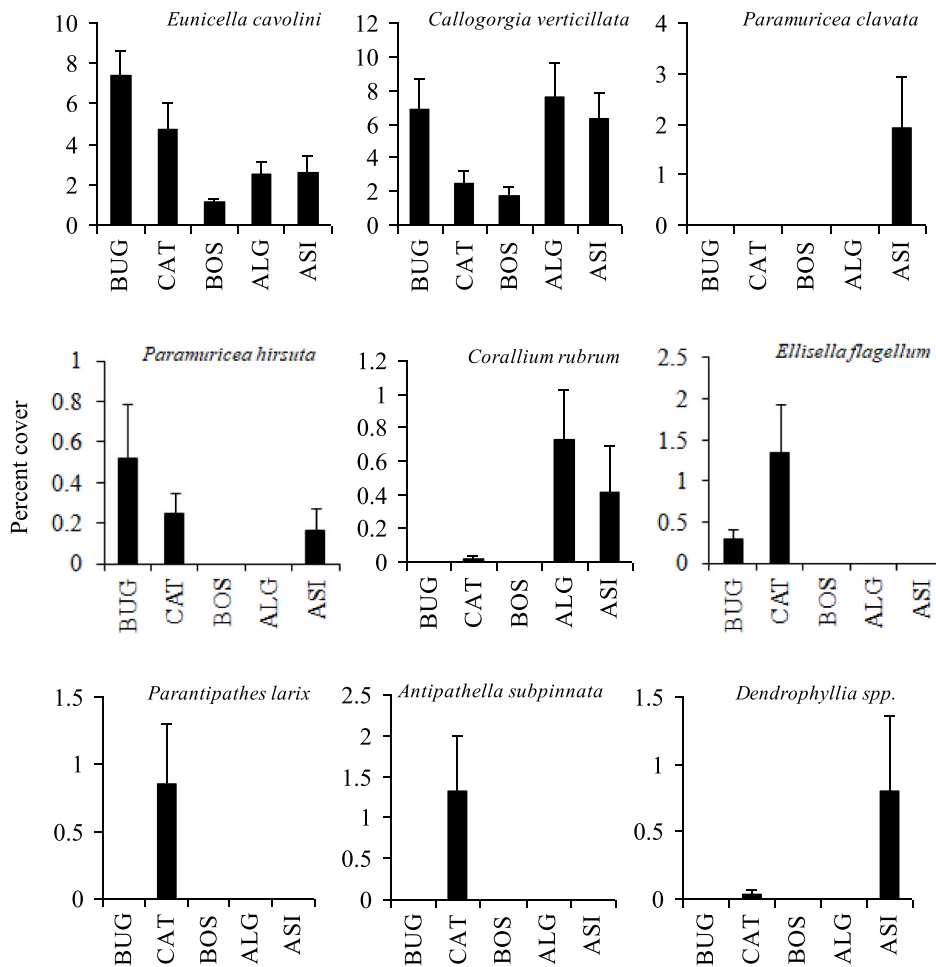 Eunicella cavolini
10
8
6
4
2
0
BUG
CAT
BOS
ALG
ASI
Callogorgia verticillata
12
10
8
6
4
2
0
BUG
CAT
BOS
ALG
ASI
Paramuricea clavata
4
3
2
1
0
BUG
CAT
BOS
ALG
ASI
Percent cover
Paramuricea hirsuta
1
0.8
0.6
0.4
0.2
0
BUG
CAT
BOS
ALG
ASI
Corallium rubrum
1.2
1
0.8
0.6
0.4
0.2
0
BUG
CAT
BOS
ALG
ASI
Ellisella flagellum
2.5
2
1.5
1
0.5
0
BUG
CAT
BOS
ALG
ASI
Parantipathes larix
1.5
1
0.5
0
BUG
CAT
BOS
ALG
ASI
Antipathella subpinnata
2.5
2
1.5
1
0.5
0
BUG
CAT
BOS
ALG
ASI
Dendrophyllia spp.
1.5
1
0.5
0
BUG
CAT
BOS
ALG
ASI